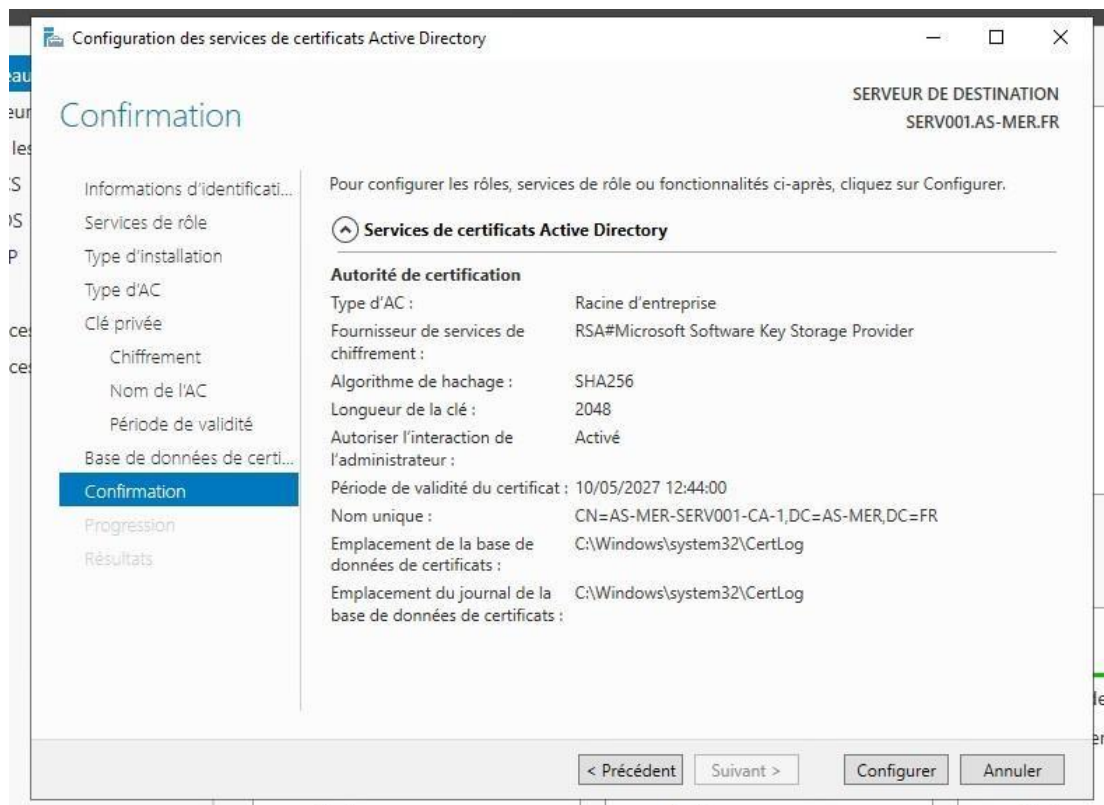 Configuration des services de certificats Active Directory
Confirmation
SERVEUR DE DESTINATION
SERV001.AS-MER.FR
Informations d'identificati...
Services de rôle
Type d'installation
Type d'AC
Clé privée
Chiffrement
Nom de l'AC
Période de validité
Base de données de certi...
Confirmation
Progression
Résultats
Pour configurer les rôles, services de rôle ou fonctionnalités ci-après, cliquez sur Configurer.
Services de certificats Active Directory
Autorité de certification
Type d'AC : Racine d'entreprise
Fournisseur de services de RSA#Microsoft Software Key Storage Provider
chiffrement :
Algorithme de hachage : SHA256
Longueur de la clé : 2048
Autoriser l'interaction de Activé
l'administrateur :
Période de validité du certificat : 10/05/2027 12:44:00
Nom unique : CN=AS-MER-SERV001-CA-1,DC=AS-MER,DC=FR
Emplacement de la base de C:\Windows\system32\CertLog
données de certificats :
Emplacement du journal de la C:\Windows\system32\CertLog
base de données de certificats :
< Précédent Suivant > Configurer Annuler